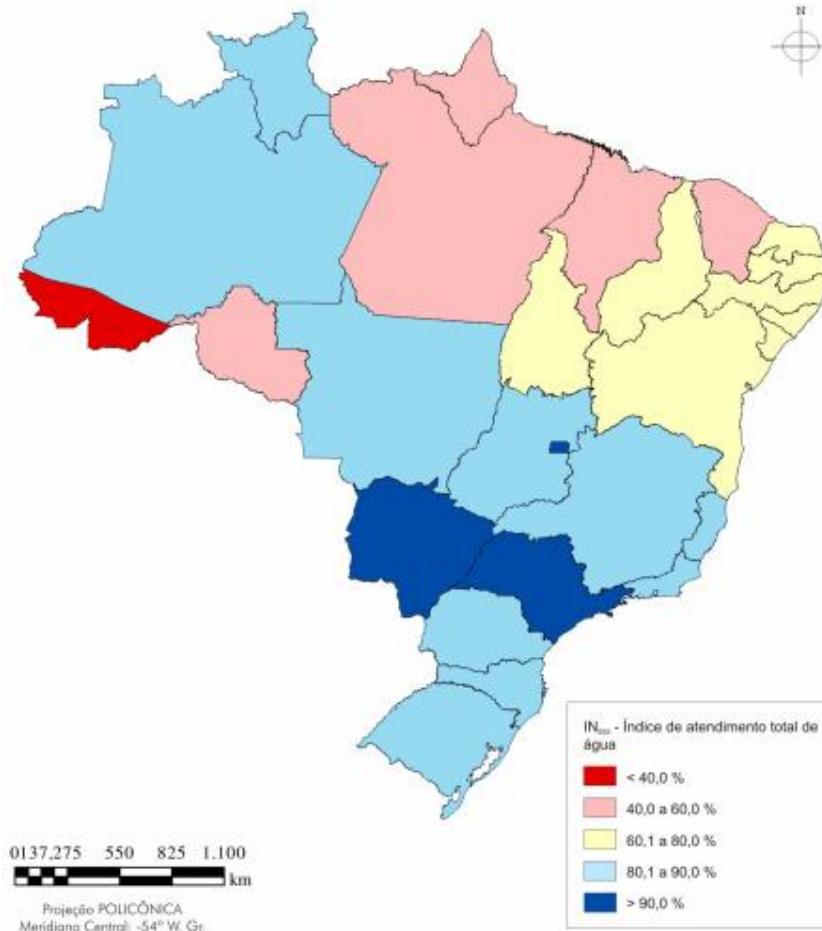 N
IN₀₅₅ - Índice de atendimento total de
água
< 40,0 %
40,0 a 60,0 %
60,1 a 80,0 %
80,1 a 90,0 %
> 90,0 %
0137,275 550 825 1.100
km
Projeção POLICÔNICA
Meridiano Central: -54º W. Gr.